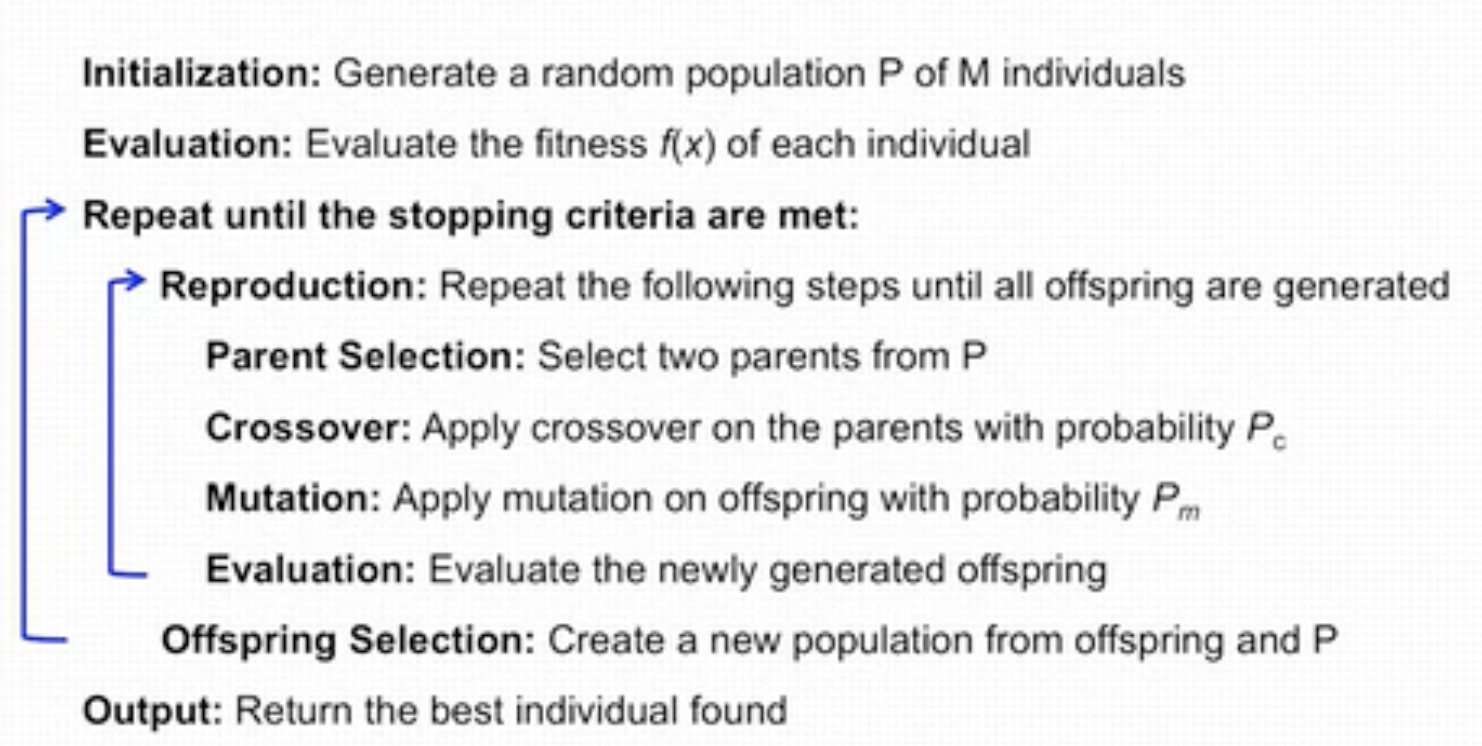 Initialization: Generate a random population P of M individuals
Evaluation: Evaluate the fitness f(x) of each individual
Repeat until the stopping criteria are met:
Reproduction: Repeat the following steps until all offspring are generated
Parent Selection: Select two parents from P
Crossover: Apply crossover on the parents with probability Pc
Mutation: Apply mutation on offspring with probability Pm
Evaluation: Evaluate the newly generated offspring
Offspring Selection: Create a new population from offspring and P
Output: Return the best individual found